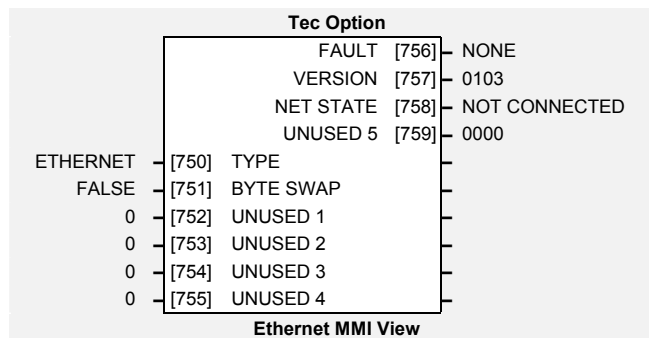 Tec Option
FAULT [756] NONE
VERSION [757] 0103
NET STATE [758] NOT CONNECTED
UNUSED 5 [759] 0000
ETHERNET [750] TYPE
FALSE [751] BYTE SWAP
0 [752] UNUSED 1
0 [753] UNUSED 2
0 [754] UNUSED 3
0 [755] UNUSED 4
Ethernet MMI View